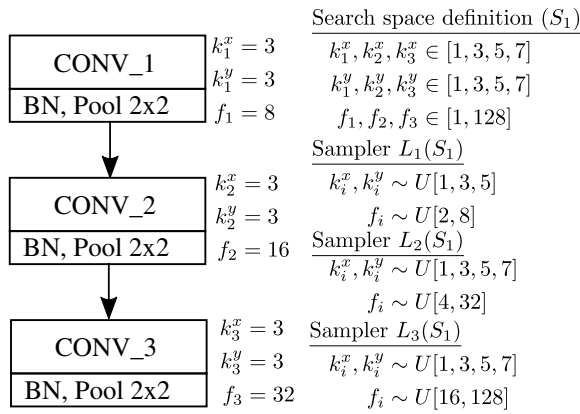 CONV_1
BN, Pool 2x2
k_1^x = 3
k_1^y = 3
f_1 = 8
CONV_2
BN, Pool 2x2
k_2^x = 3
k_2^y = 3
f_2 = 16
CONV_3
BN, Pool 2x2
k_3^x = 3
k_3^y = 3
f_3 = 32
Search space definition (S_1)
k_1^x, k_2^x, k_3^x ∈ [1, 3, 5, 7]
k_1^y, k_2^y, k_3^y ∈ [1, 3, 5, 7]
f_1, f_2, f_3 ∈ [1, 128]
Sampler L_1(S_1)
k_i^x, k_i^y ∼ U[1, 3, 5]
f_i ∼ U[2, 8]
Sampler L_2(S_1)
k_i^x, k_i^y ∼ U[1, 3, 5, 7]
f_i ∼ U[4, 32]
Sampler L_3(S_1)
k_i^x, k_i^y ∼ U[1, 3, 5, 7]
f_i ∼ U[16, 128]